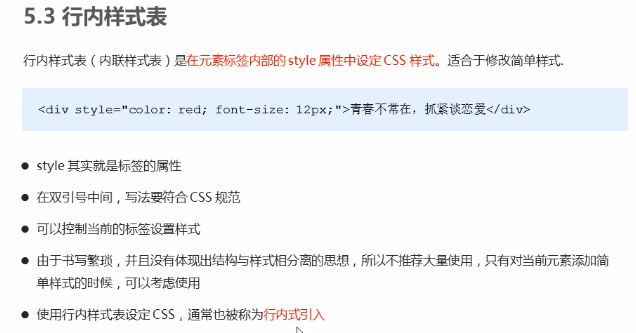 5.3 行内样式表
行内样式表（内联样式表）是在元素标签内部的 style 属性中设定 CSS 样式。适合于修改简单样式.
<div style="color: red; font-size: 12px;">青春不常在，抓紧谈恋爱</div>
● style 其实就是标签的属性
● 在双引号中间，写法要符合 CSS 规范
● 可以控制当前的标签设置样式
● 由于书写繁琐，并且没有体现出结构与样式相分离的思想，所以不推荐大量使用，只有对当前元素添加简
单样式的时候，可以考虑使用
● 使用行内样式表设定 CSS，通常也被称为行内式引入